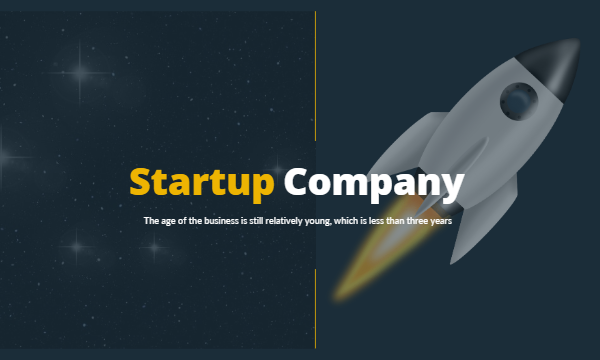 Startup Company
The age of the business is still relatively young, which is less than three years